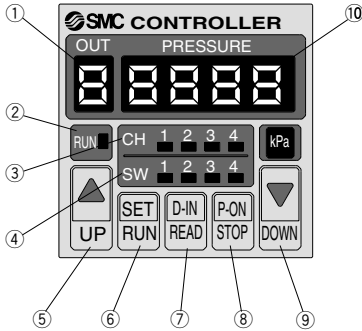 ① SMC CONTROLLER ⑩
OUT PRESSURE
8 8888
② RUN CH 1 2 3 4 kPa
③
④ SW 1 2 3 4
UP SET RUN D-IN READ P-ON STOP DOWN
⑤ ⑥ ⑦ ⑧ ⑨